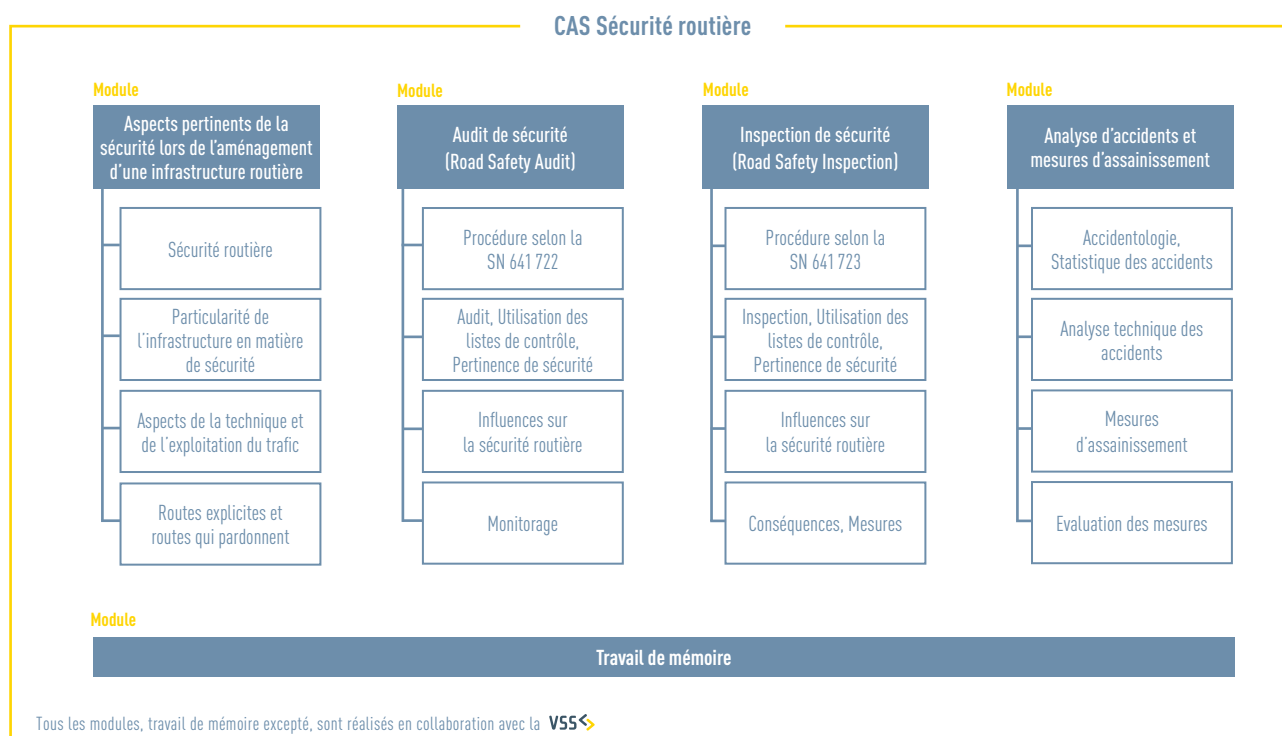 CAS Sécurité routière
Module
Aspects pertinents de la
sécurité lors de l'aménagement
d'une infrastructure routière
Sécurité routière
Particularité de
l'infrastructure en matière
de sécurité
Aspects de la technique et
de l'exploitation du trafic
Routes explicites et
routes qui pardonnent
Module
Audit de sécurité
(Road Safety Audit)
Procédure selon la
SN 641 722
Audit, Utilisation des
listes de contrôle,
Pertinence de sécurité
Influences sur
la sécurité routière
Monitorage
Module
Inspection de sécurité
(Road Safety Inspection)
Procédure selon la
SN 641 723
Inspection, Utilisation des
listes de contrôle,
Pertinence de sécurité
Influences sur
la sécurité routière
Conséquences, Mesures
Module
Analyse d'accidents et
mesures d'assainissement
Accidentologie,
Statistique des accidents
Analyse technique des
accidents
Mesures
d'assainissement
Evaluation des mesures
Module
Travail de mémoire
Tous les modules, travail de mémoire excepté, sont réalisés en collaboration avec la VSS